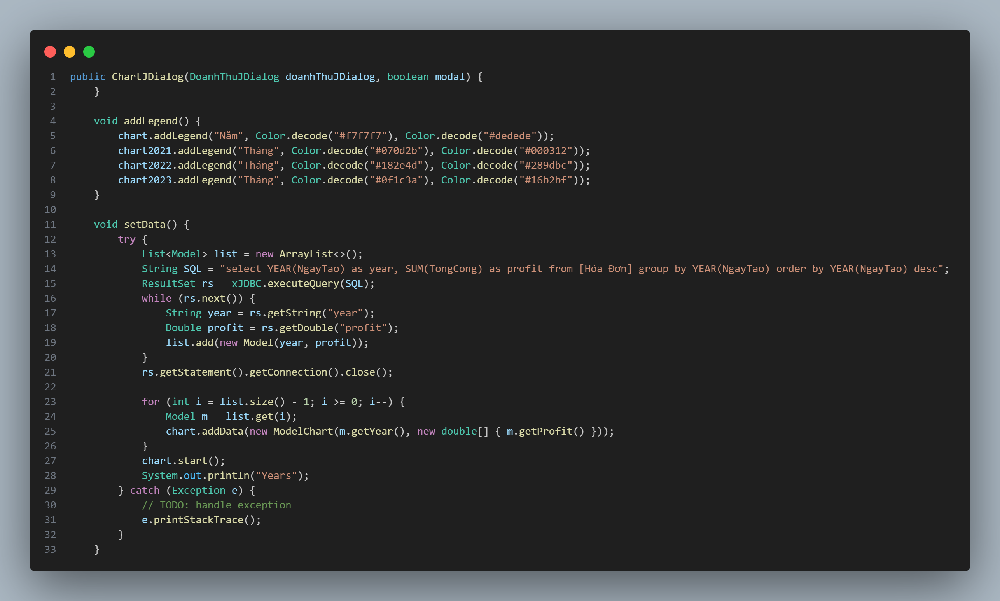 1 public ChartJDialog(DoanhThuJDialog doanhThuJDialog, boolean modal) {
2     }
3
4     void addLegend() {
5         chart.addLegend("Năm", Color.decode("#f7f7f7"), Color.decode("#dedede"));
6         chart2021.addLegend("Tháng", Color.decode("#070d2b"), Color.decode("#000312"));
7         chart2022.addLegend("Tháng", Color.decode("#182e4d"), Color.decode("#289dbc"));
8         chart2023.addLegend("Tháng", Color.decode("#0f1c3a"), Color.decode("#16b2bf"));
9     }
10
11     void setData() {
12         try {
13             List<Model> list = new ArrayList<>();
14             String SQL = "select YEAR(NgayTao) as year, SUM(TongCong) as profit from [Hóa Đơn] group by YEAR(NgayTao) order by YEAR(NgayTao) desc";
15             ResultSet rs = xJDBC.executeQuery(SQL);
16             while (rs.next()) {
17                 String year = rs.getString("year");
18                 Double profit = rs.getDouble("profit");
19                 list.add(new Model(year, profit));
20             }
21             rs.getStatement().getConnection().close();
22
23             for (int i = list.size() - 1; i >= 0; i--) {
24                 Model m = list.get(i);
25                 chart.addData(new ModelChart(m.getYear(), new double[] { m.getProfit() }));
26             }
27             chart.start();
28             System.out.println("Years");
29         } catch (Exception e) {
30             // TODO: handle exception
31             e.printStackTrace();
32         }
33     }